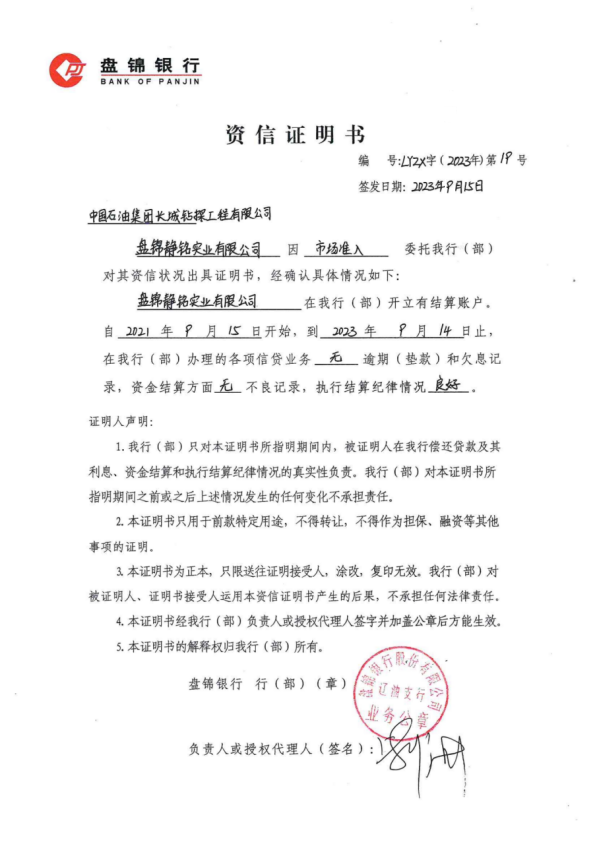 盘锦银行
BANK OF PANJIN
资信证明书
编 号:LYZX字(2023年)第19号
签发日期: 2023年9月15日
中国石油集团长城钻探工程有限公司
盘锦静铭实业有限公司 因 市场准入 委托我行(部)
对其资信状况出具证明书,经确认具体情况如下:
盘锦静铭实业有限公司 在我行(部)开立有结算账户。
自 2021 年 9 月 15 日开始,到 2023 年 9 月 14 日止,
在我行(部)办理的各项信贷业务 无 逾期(垫款)和欠息记
录,资金结算方面 无 不良记录,执行结算纪律情况 良好 。
证明人声明:
1.我行(部)只对本证明书所指明期间内,被证明人在我行偿还贷款及其
利息、资金结算和执行结算纪律情况的真实性负责。我行(部)对本证明书所
指明期间之前或之后上述情况发生的任何变化不承担责任。
2.本证明书只用于前款特定用途,不得转让,不得作为担保、融资等其他
事项的证明。
3.本证明书为正本,只限送往证明接受人,涂改,复印无效。我行(部)对
被证明人、证明书接受人运用本资信证明书产生的后果,不承担任何法律责任。
4.本证明书经我行(部)负责人或授权代理人签字并加盖公章后方能生效。
5.本证明书的解释权归我行(部)所有。
盘锦银行 行(部)(章)
盘锦银行股份有限公司
辽滨支行
业务公章
负责人或授权代理人(签名):